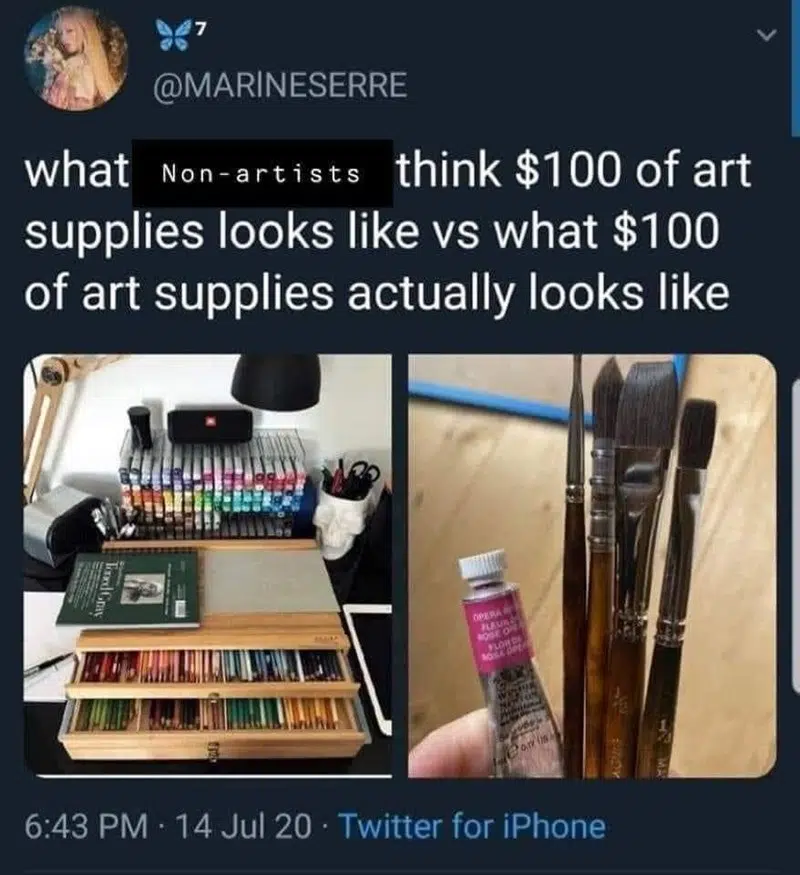 7
@MARINESERRE
what Non-artists think $100 of art
supplies looks like vs what $100
of art supplies actually looks like
OPERA
ROSE
6:43 PM · 14 Jul 20 · Twitter for iPhone